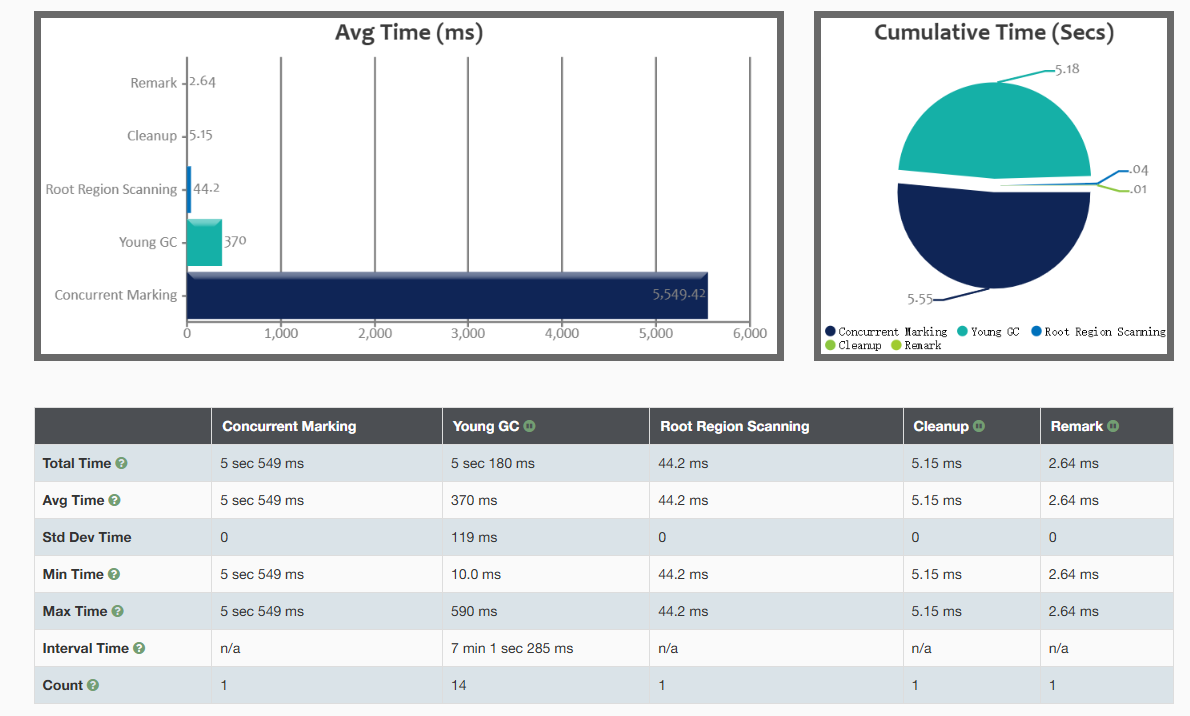 Avg Time (ms)
Remark
2.64
Cleanup
5.15
Root Region Scanning
44.2
Young GC
370
Concurrent Marking
5,549.42
0 1,000 2,000 3,000 4,000 5,000 6,000
Cumulative Time (Secs)
5.18
.04
.01
5.55
Concurrent Marking Young GC Root Region Scanning
Cleanup Remark
Concurrent Marking Young GC Root Region Scanning Cleanup Remark
Total Time ? 5 sec 549 ms 5 sec 180 ms 44.2 ms 5.15 ms 2.64 ms
Avg Time ? 5 sec 549 ms 370 ms 44.2 ms 5.15 ms 2.64 ms
Std Dev Time 0 119 ms 0 0 0
Min Time ? 5 sec 549 ms 10.0 ms 44.2 ms 5.15 ms 2.64 ms
Max Time ? 5 sec 549 ms 590 ms 44.2 ms 5.15 ms 2.64 ms
Interval Time ? n/a 7 min 1 sec 285 ms n/a n/a n/a
Count ? 1 14 1 1 1